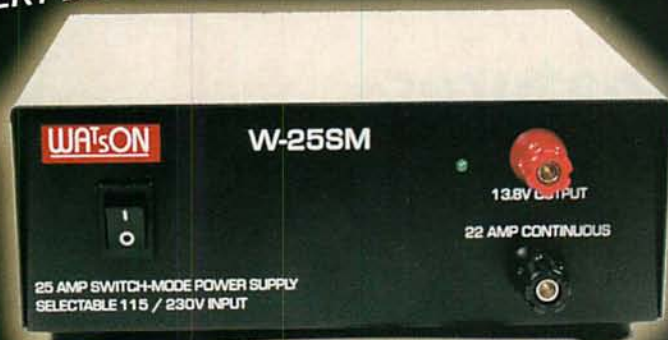 WATSON
W-25SM
13.8V OUTPUT
22 AMP CONTINUOUS
I
O
25 AMP SWITCH-MODE POWER SUPPLY
SELECTABLE 115 / 230V INPUT